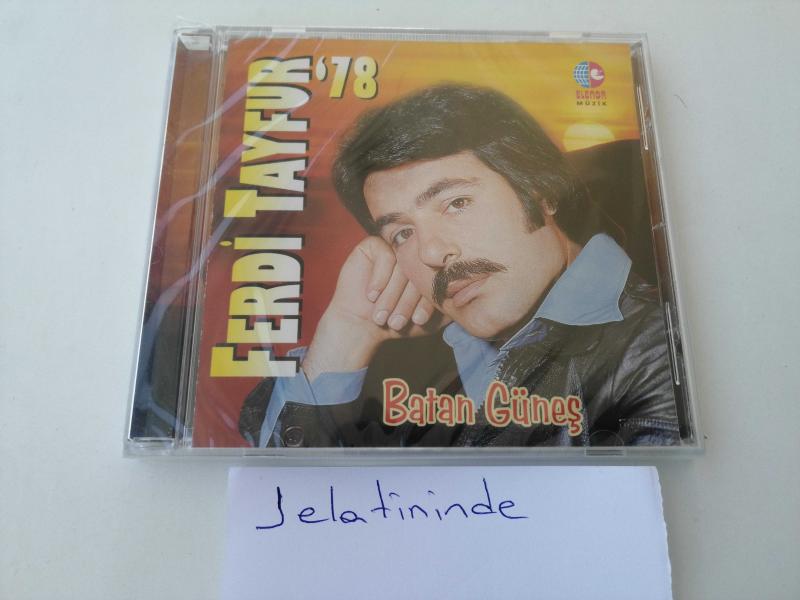 FERDİ TAYFUR '78
ELENOR
MÜZİK
Batan Güneş
Jelatininde